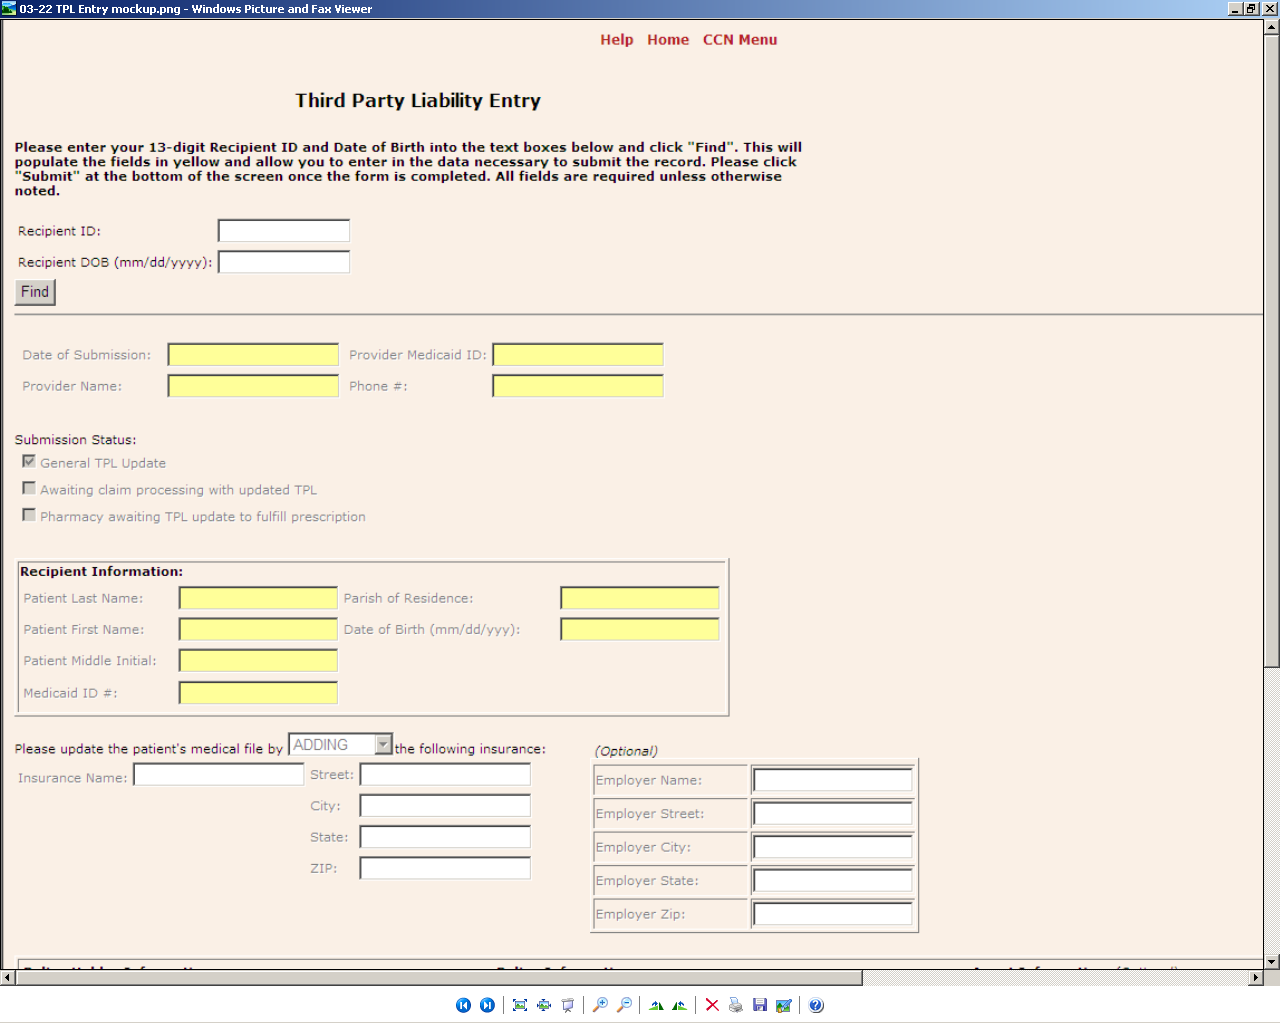 03-22 TPL Entry mockup.png - Windows Picture and Fax Viewer
Help Home CCN Menu
Third Party Liability Entry
Please enter your 13-digit Recipient ID and Date of Birth into the text boxes below and click "Find". This will
populate the fields in yellow and allow you to enter in the data necessary to submit the record. Please click
"Submit" at the bottom of the screen once the form is completed. All fields are required unless otherwise
noted.
Recipient ID:
Recipient DOB (mm/dd/yyyy):
Find
Date of Submission: Provider Medicaid ID:
Provider Name: Phone #:
Submission Status:
General TPL Update
Awaiting claim processing with updated TPL
Pharmacy awaiting TPL update to fulfill prescription
Recipient Information:
Patient Last Name: Parish of Residence:
Patient First Name: Date of Birth (mm/dd/yyy):
Patient Middle Initial:
Medicaid ID #:
Please update the patient's medical file by ADDING the following insurance:
(Optional)
Insurance Name: Street: Employer Name:
City: Employer Street:
State: Employer City:
ZIP: Employer State:
Employer Zip: